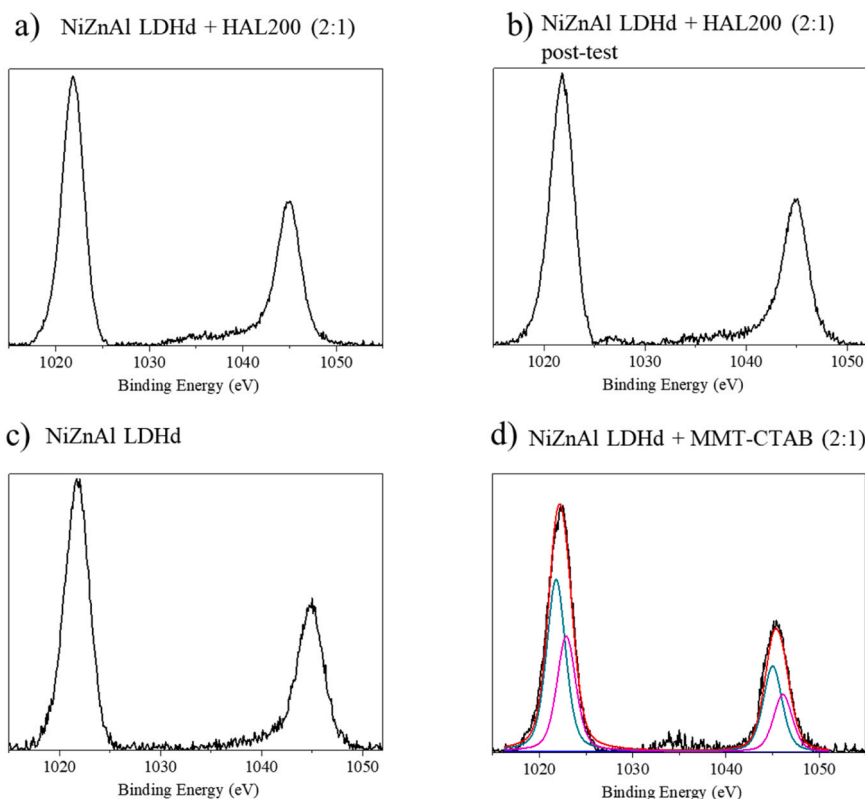 a) NiZnAl LDHd + HAL200 (2:1)
1020 1030 1040 1050
Binding Energy (eV)
b) NiZnAl LDHd + HAL200 (2:1)
post-test
1020 1030 1040 1050
Binding Energy (eV)
c) NiZnAl LDHd
1020 1030 1040 1050
Binding Energy (eV)
d) NiZnAl LDHd + MMT-CTAB (2:1)
1020 1030 1040 1050
Binding Energy (eV)